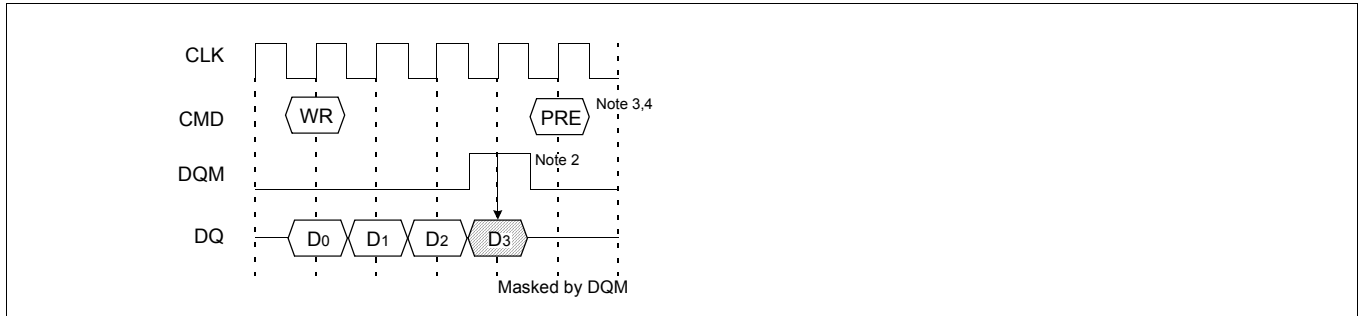 CLK
CMD WR PRE Note 3,4
DQM Note 2
DQ D0 D1 D2 D3
Masked by DQM